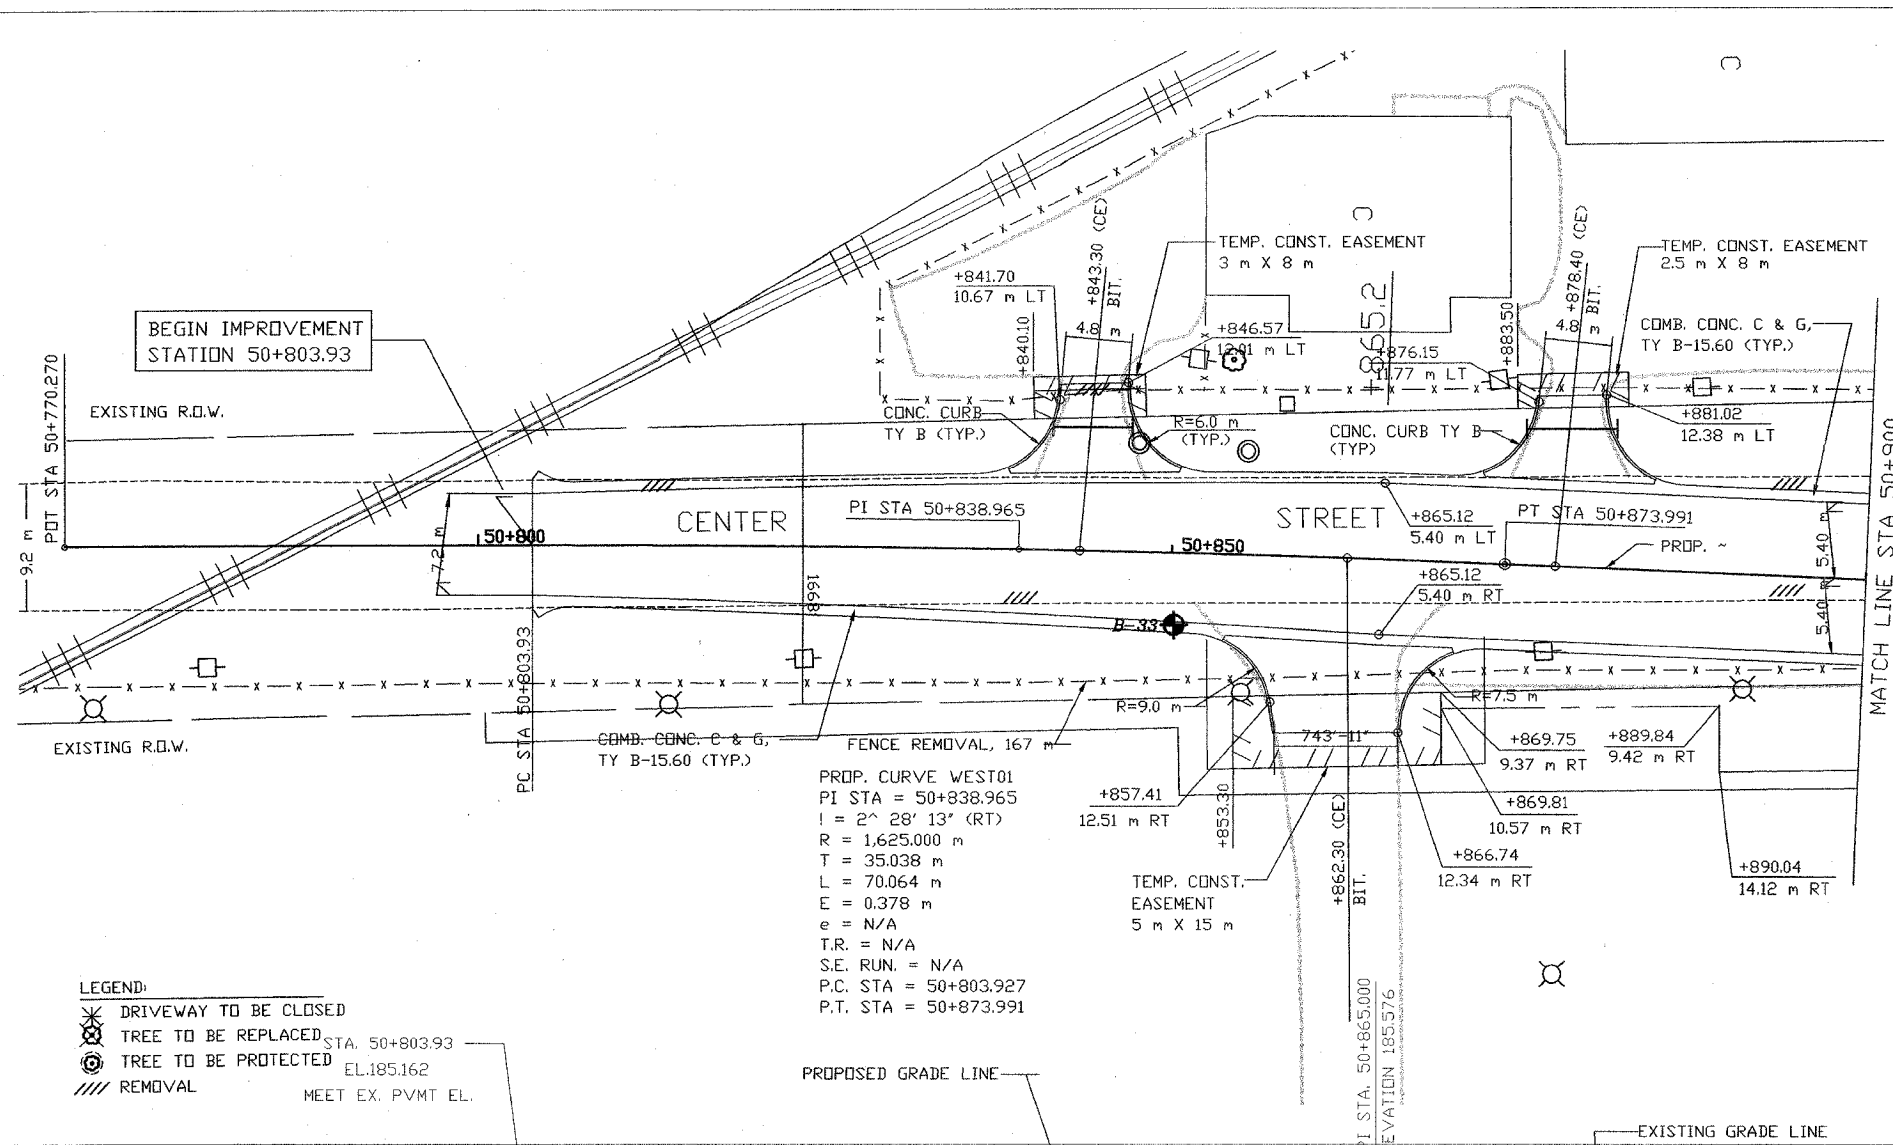 TEMP. CONST. EASEMENT
3 m X 8 m
TEMP. CONST. EASEMENT
2.5 m X 8 m
+841.70
10.67 m LT
+843.30 (CE)
BIT.
+878.40 (CE)
BIT.
+840.10
4.8 m
+846.57
12.01 m LT
+865.2
+876.15
11.77 m LT
+883.50
4.8 m
COMB. CONC. C & G,
TY B-15.60 (TYP.)
BEGIN IMPROVEMENT
STATION 50+803.93
POT STA 50+770.270
EXISTING R.O.W.
CONC. CURB
TY B (TYP.)
R=6.0 m
(TYP.)
CONC. CURB TY B
(TYP)
+881.02
12.38 m LT
MATCH LINE STA 50+900
9.2 m
7.2 m
50+800
CENTER
STREET
PI STA 50+838.965
50+850
+865.12
5.40 m LT
PT STA 50+873.991
PROP. ~
5.40 m
5.40 m
+865.12
5.40 m RT
B-33
PC STA 50+803.93
R=9.0 m
R=7.5 m
EXISTING R.O.W.
COMB. CONC. C & G,
TY B-15.60 (TYP.)
FENCE REMOVAL, 167 m
743'-11"
+869.75
9.37 m RT
+889.84
9.42 m RT
PROP. CURVE WEST01
PI STA = 50+838.965
! = 2^ 28' 13" (RT)
R = 1,625.000 m
T = 35.038 m
L = 70.064 m
E = 0.378 m
e = N/A
T.R. = N/A
S.E. RUN. = N/A
P.C. STA = 50+803.927
P.T. STA = 50+873.991
+857.41
12.51 m RT
+853.30
+862.30 (CE)
BIT.
+869.81
10.57 m RT
+866.74
12.34 m RT
+890.04
14.12 m RT
TEMP. CONST.
EASEMENT
5 m X 15 m
LEGEND:
DRIVEWAY TO BE CLOSED
TREE TO BE REPLACED
TREE TO BE PROTECTED
REMOVAL
STA. 50+803.93
EL.185.162
MEET EX. PVMT EL.
PROPOSED GRADE LINE
PI STA. 50+865.000
EVATION 185.576
EXISTING GRADE LINE